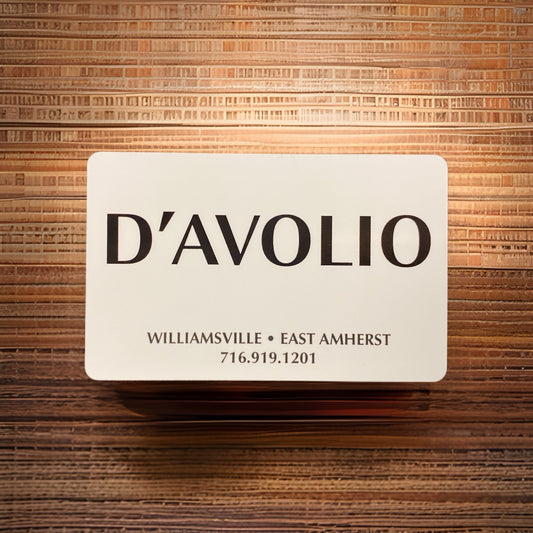 D’AVOLIO
WILLIAMSVILLE • EAST AMHERST
716.919.1201